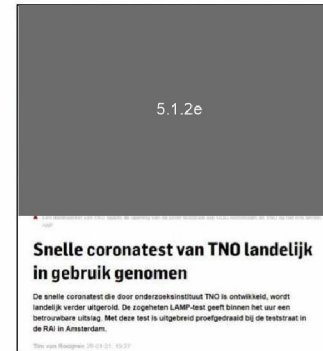 5.1.2e
Snelle coronatest van TNO landelijk
in gebruik genomen
De snelle coronatest die door onderzoeksinstituut TNO is ontwikkeld, wordt
landelijk verder uitgerold. De zogeheten LAMP-test geeft binnen het uur een
betrouwbare uitslag. Met deze test is uitgebreid proefgedraaid bij de teststraat in
de RAI in Amsterdam.